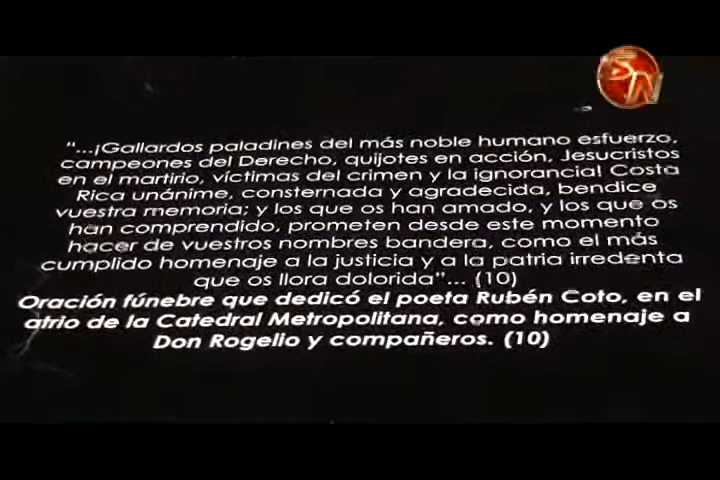 SN
"...¡Gallardos paladines del más noble humano esfuerzo,
campeones del Derecho, quijotes en acción, Jesucristos
en el martirio, víctimas del crimen y la ignorancia! Costa
Rica unánime, consternada y agradecida, bendice
vuestra memoria; y los que os han amado, y los que os
han comprendido, prometen desde este momento
hacer de vuestros nombres bandera, como el más
cumplido homenaje a la justicia y a la patria irredenta
que os llora dolorida"... (10)
Oración fúnebre que dedicó el poeta Rubén Coto, en el
atrio de la Catedral Metropolitana, como homenaje a
Don Rogelio y compañeros. (10)